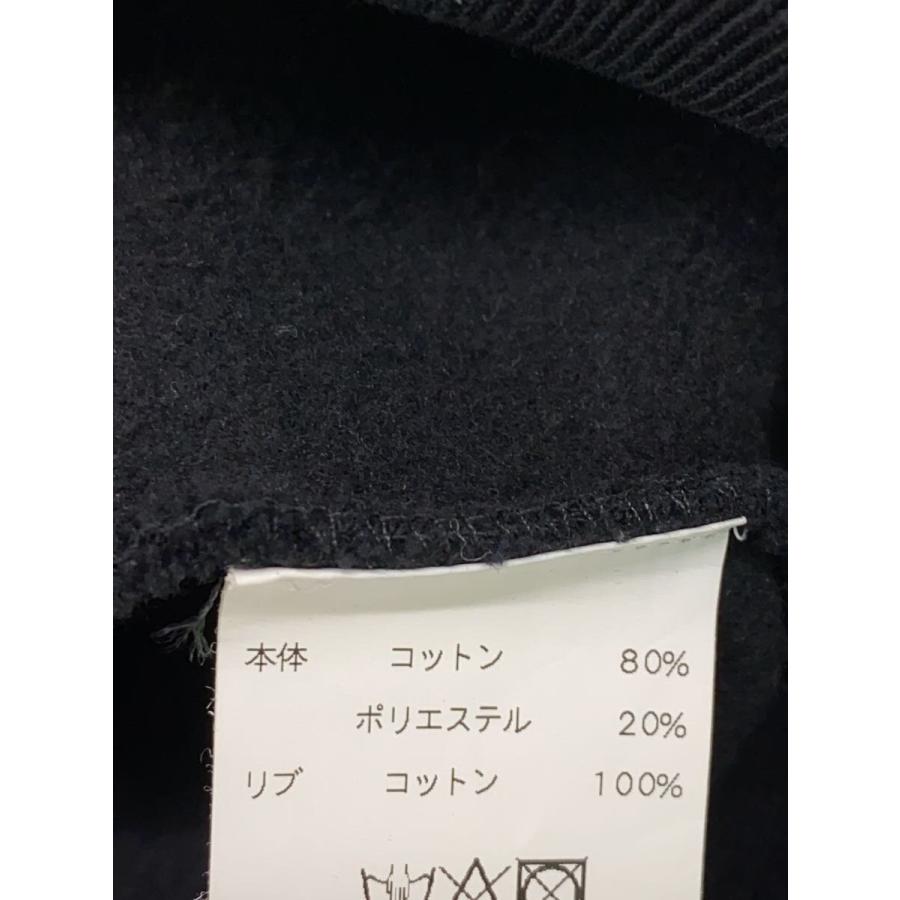 本体 コットン 80%
ポリエステル 20%
リブ コットン 100%